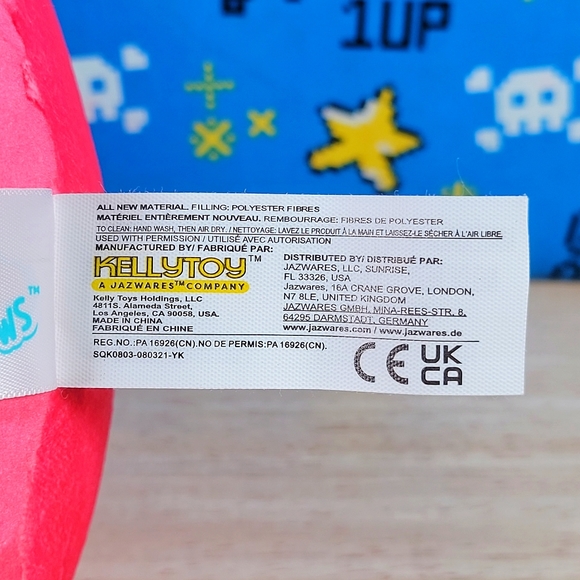 1UP
ALL NEW MATERIAL. FILLING: POLYESTER FIBRES
MATÉRIEL ENTIÈREMENT NOUVEAU. REMBOURRAGE: FIBRES DE POLYESTER
TO CLEAN: HAND WASH, THEN AIR DRY. / NETTOYAGE: LAVEZ LE PRODUIT À LA MAIN ET LAISSEZ-LE SÉCHER À L'AIR LIBRE.
USED WITH PERMISSION / UTILISÉ AVEC AUTORISATION
MANUFACTURED BY/ FABRIQUÉ PAR:
KELLYTOY™
A JAZWARES™ COMPANY
Kelly Toys Holdings, LLC
4811S. Alameda Street,
Los Angeles, CA 90058, USA.
MADE IN CHINA
FABRIQUÉ EN CHINE
DISTRIBUTED BY/ DISTRIBUÉ PAR:
JAZWARES, LLC, SUNRISE,
FL 33326, USA
Jazwares, 16A CRANE GROVE, LONDON,
N7 8LE, UNITED KINGDOM
JAZWARES GMBH, MINA-REES-STR. 8,
64295 DARMSTADT, GERMANY
www.jazwares.com / www.jazwares.de
REG.NO.:PA 16926(CN).NO DE PERMIS:PA 16926(CN).
SQK0803-080321-YK
CE UK
CA
WS™